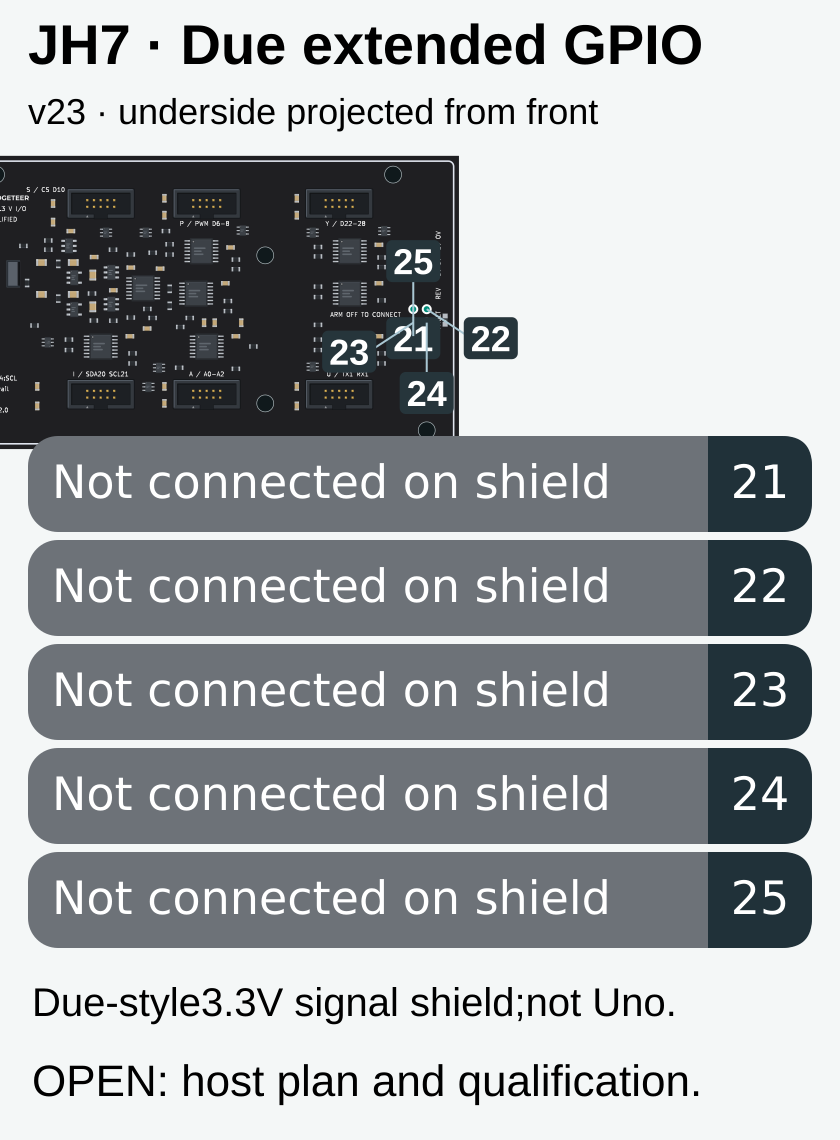 JH7 · Due extended GPIO
v23 · underside projected from front
S / CS D10
P / PWM D6-8
Y / D22-28
25
ARM OFF TO CONNECT
REV
23
21
22
24
I / SDA20 SCL21
A / A0-A2
Not connected on shield 21
Not connected on shield 22
Not connected on shield 23
Not connected on shield 24
Not connected on shield 25
Due-style3.3V signal shield;not Uno.
OPEN: host plan and qualification.